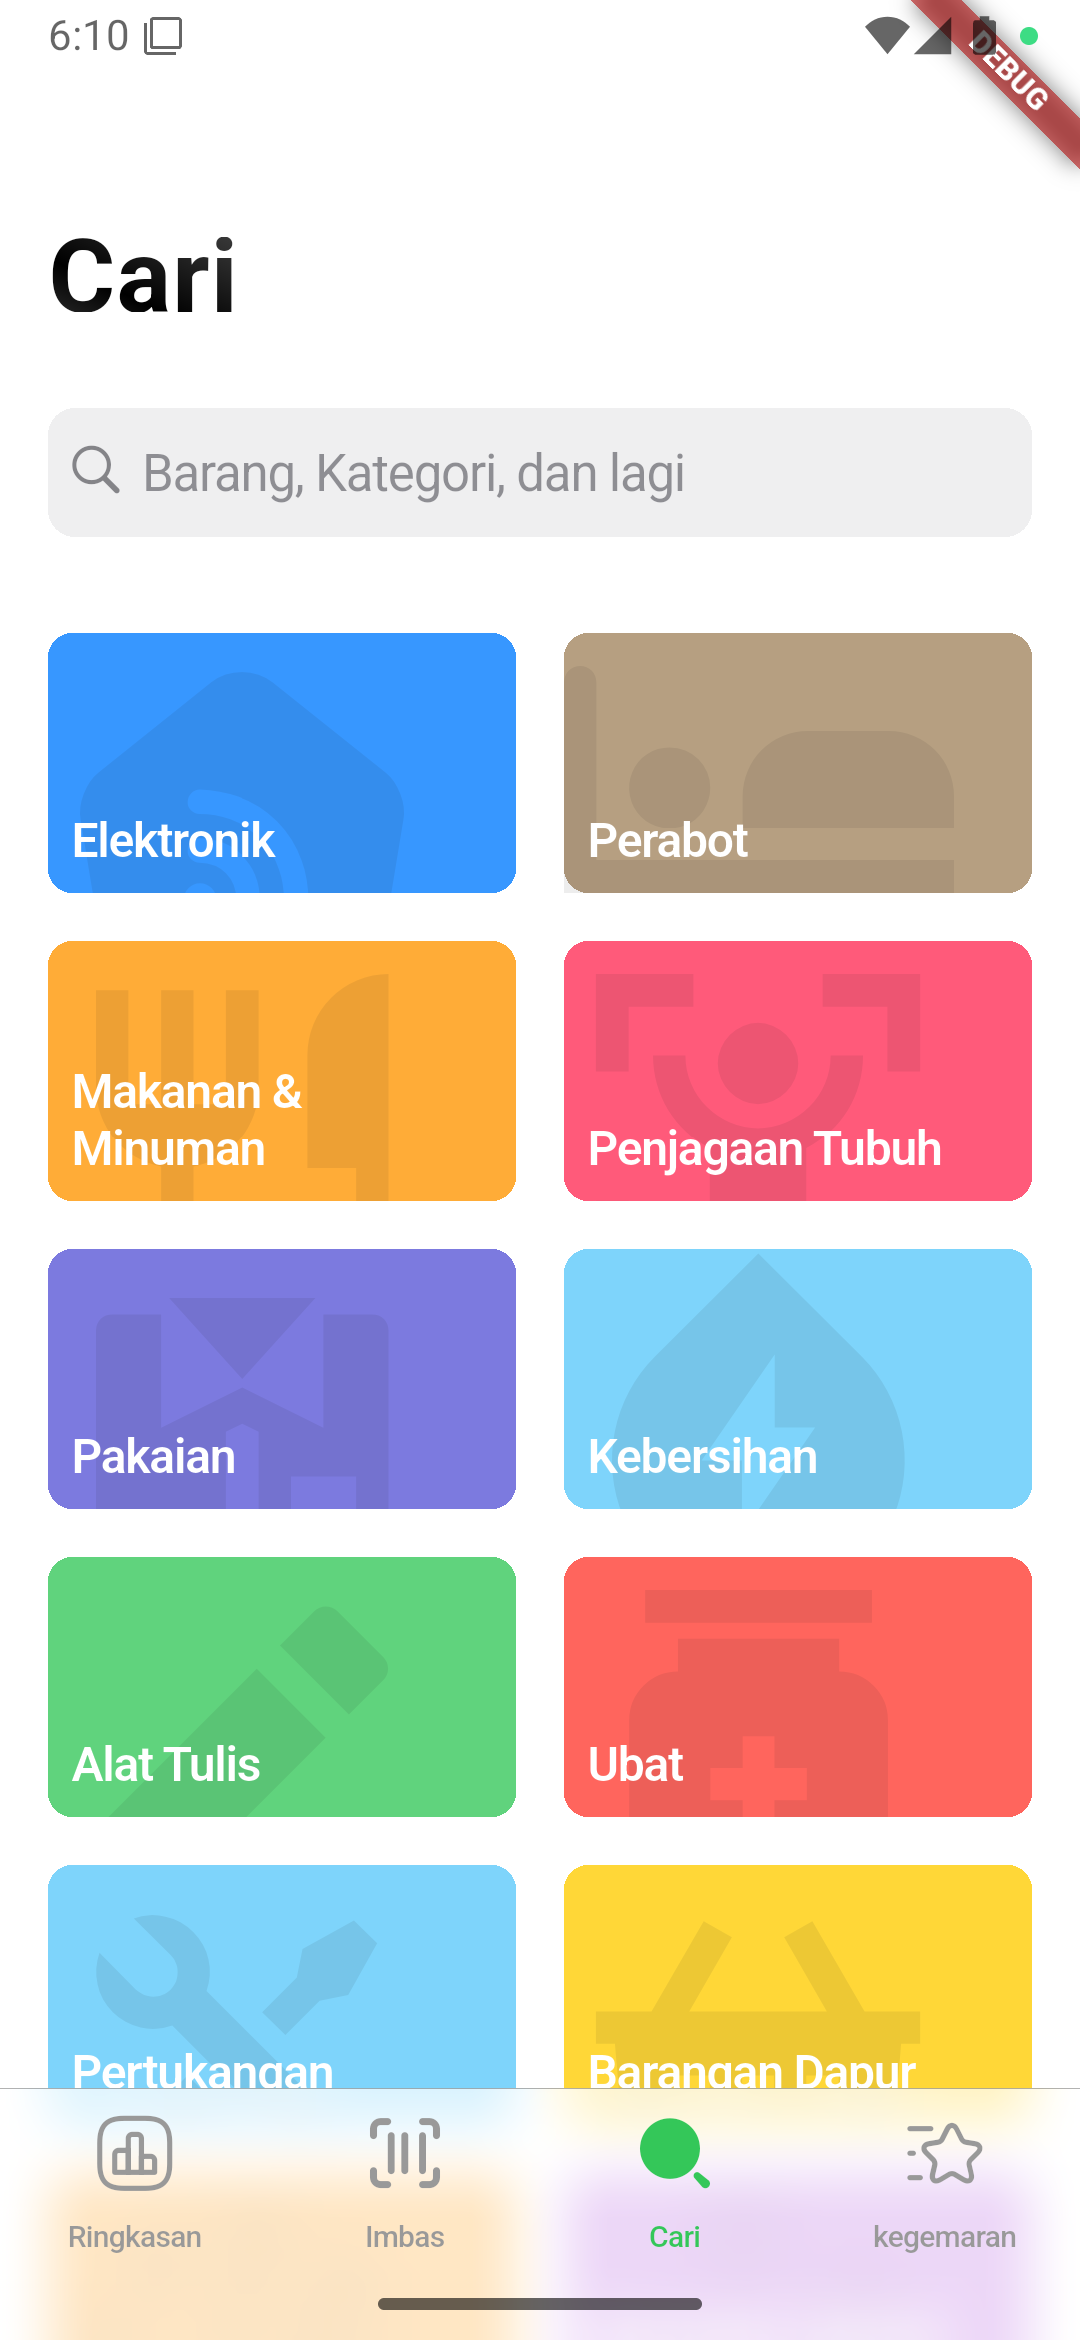 6:10
DEBUG
Cari
Barang, Kategori, dan lagi
Elektronik
Perabot
Makanan &
Minuman
Penjagaan Tubuh
Pakaian
Kebersihan
Alat Tulis
Ubat
Pertukangan
Barangan Dapur
Ringkasan
Imbas
Cari
kegemaran